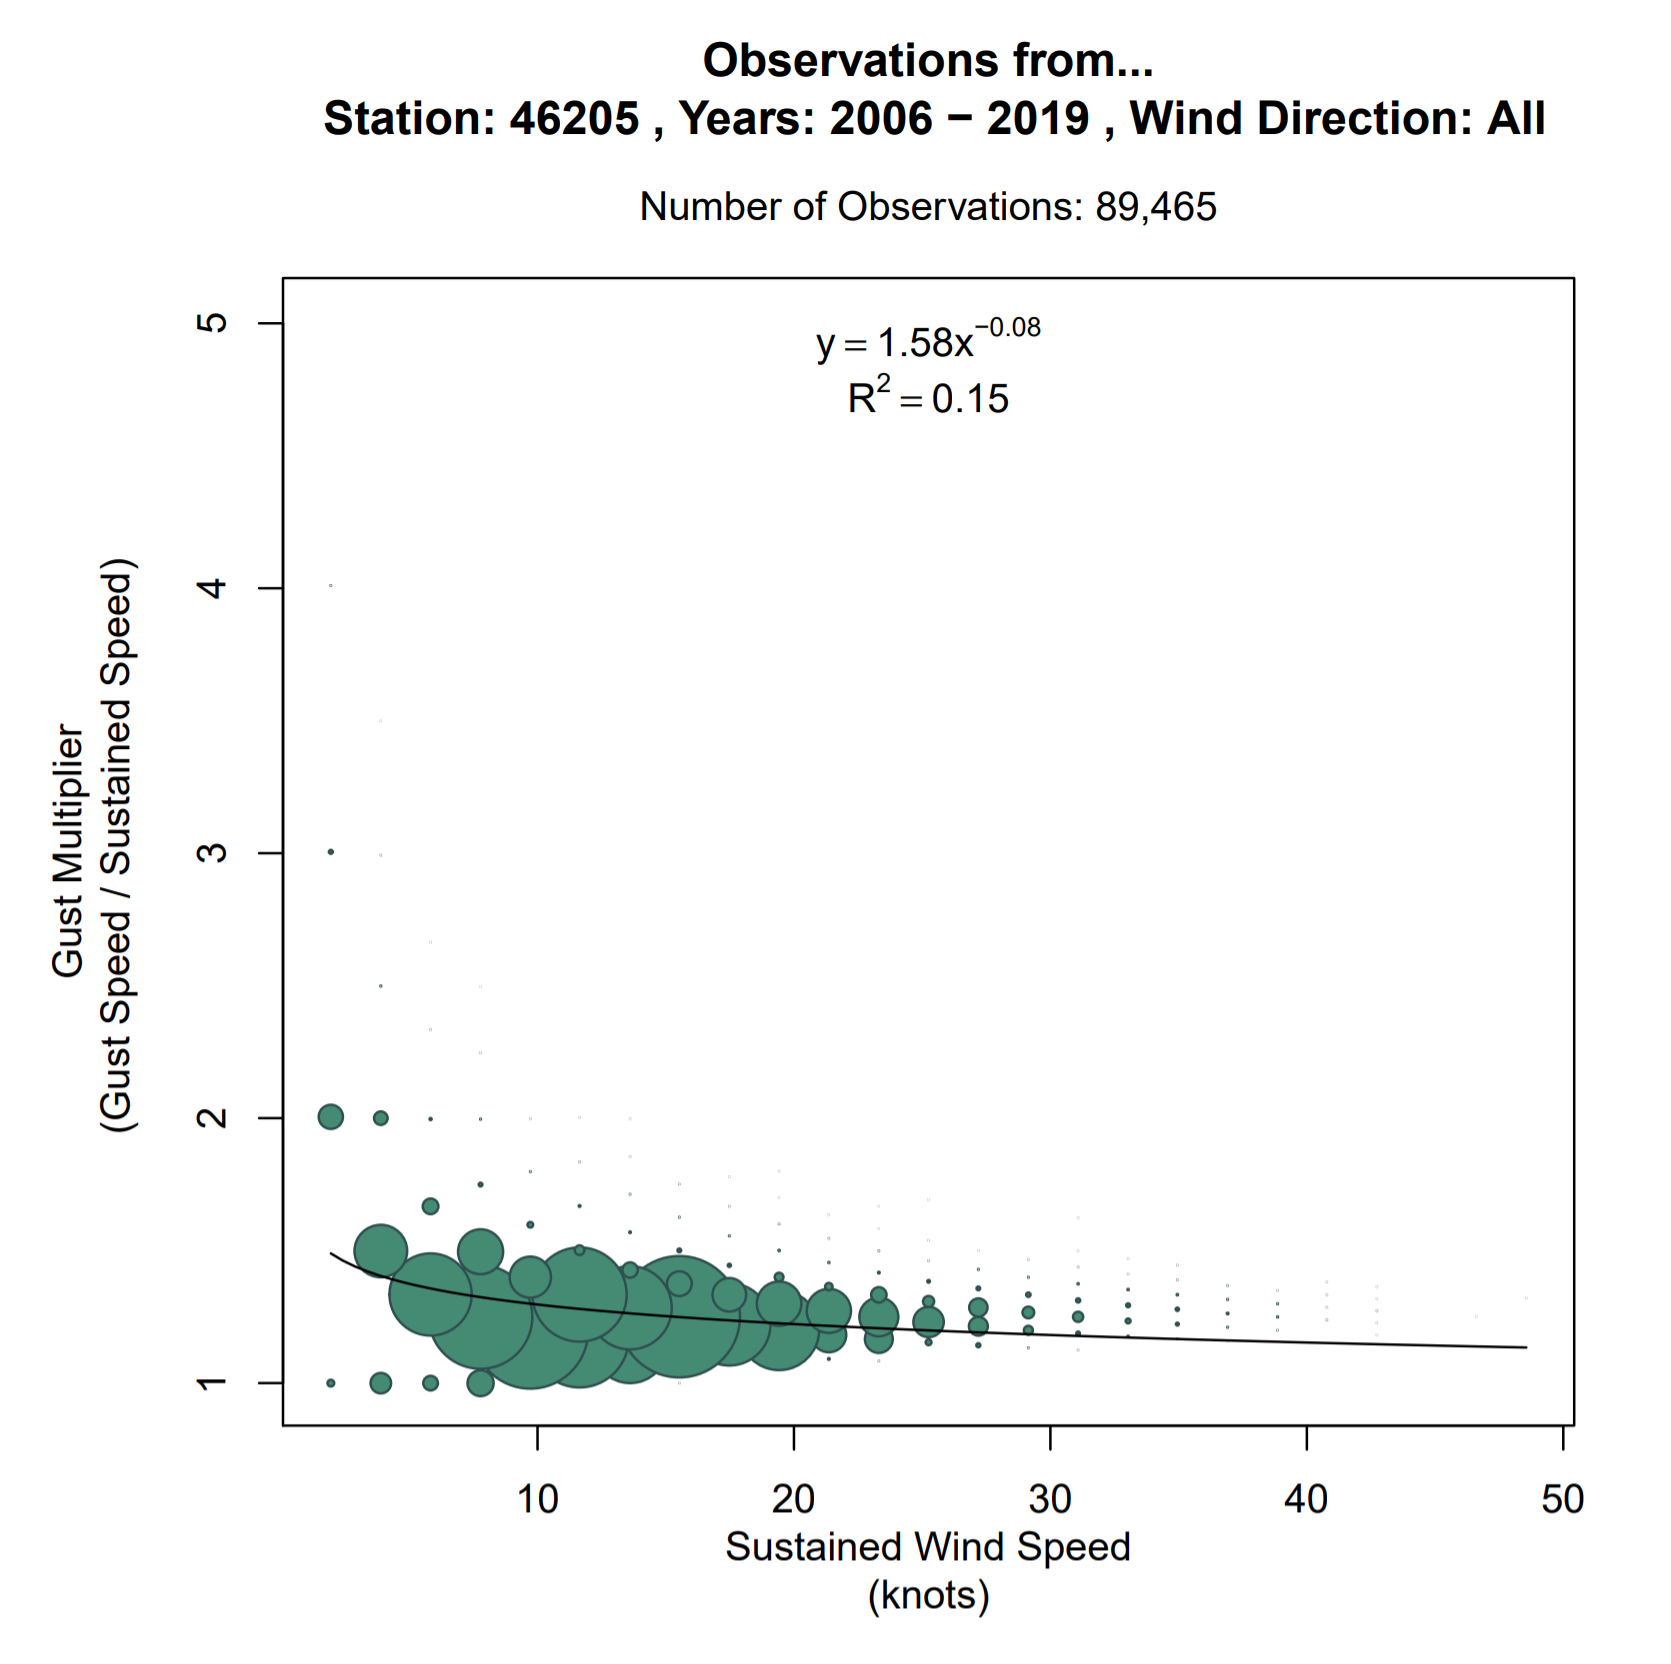 Observations from...
Station: 46205 , Years: 2006 − 2019 , Wind Direction: All
Number of Observations: 89,465
y = 1.58x^−0.08
R^2 = 0.15
5
4
3
2
1
Gust Multiplier
(Gust Speed / Sustained Speed)
10 20 30 40 50
Sustained Wind Speed
(knots)